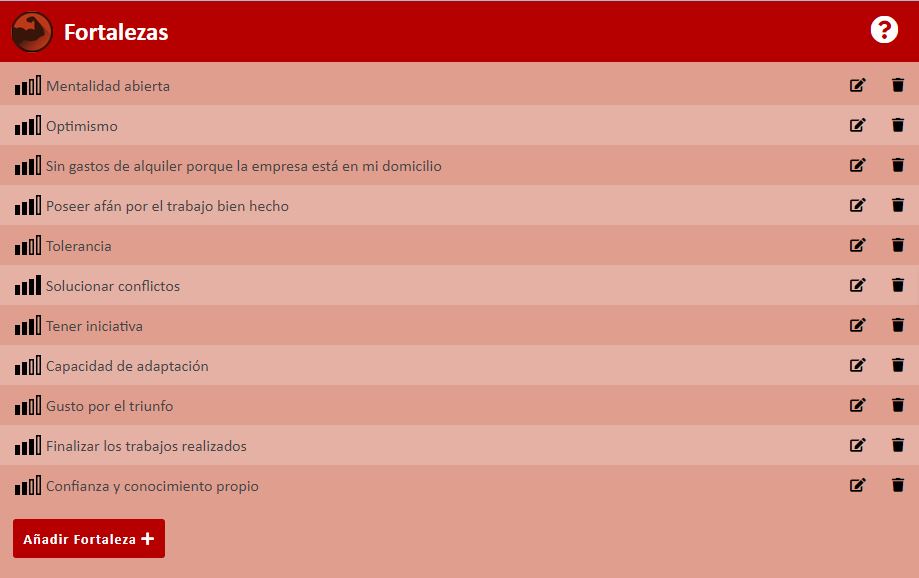 Fortalezas
Mentalidad abierta
Optimismo
Sin gastos de alquiler porque la empresa está en mi domicilio
Poseer afán por el trabajo bien hecho
Tolerancia
Solucionar conflictos
Tener iniciativa
Capacidad de adaptación
Gusto por el triunfo
Finalizar los trabajos realizados
Confianza y conocimiento propio
Añadir Fortaleza